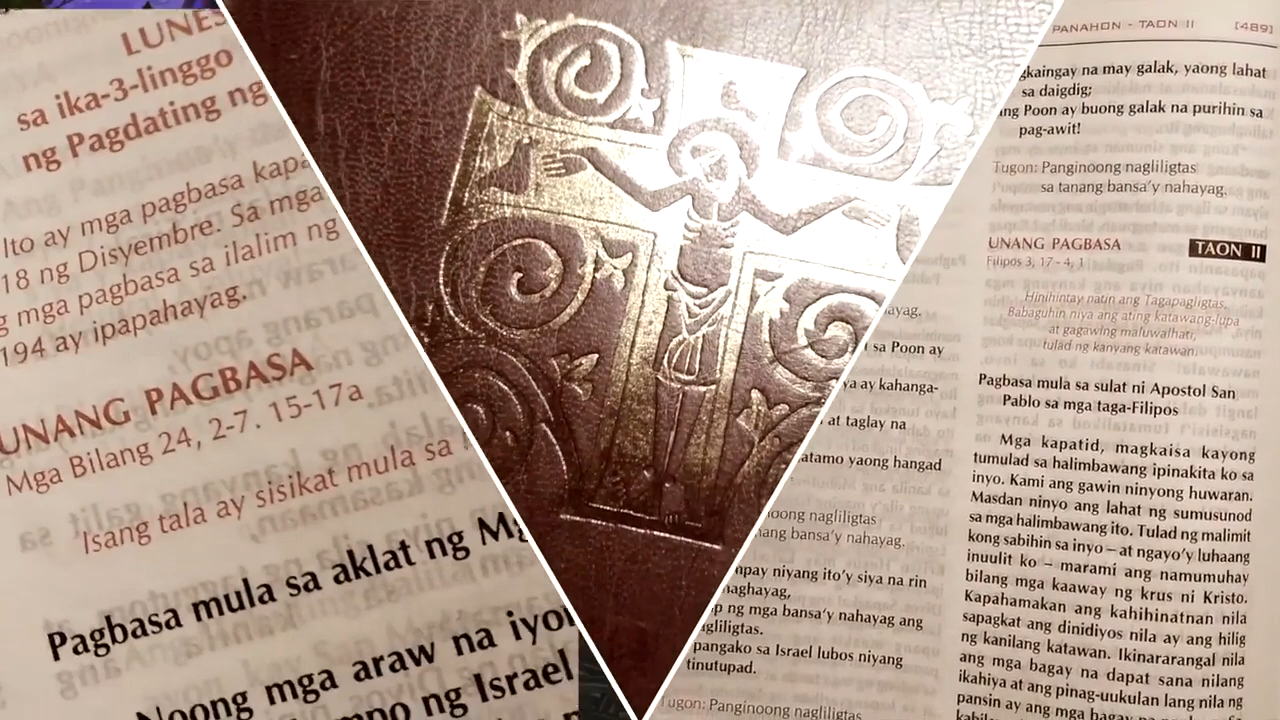 LUNES
sa ika-3-linggo
ng Pagdating ng
Ito ay mga pagbasa
18 ng Disyembre. Sa mga
mga pagbasa sa ilalim ng
194 ay ipapahayag.
UNANG PAGBASA
Mga Bilang 24, 2-7. 15-17a
Isang tala ay sisikat mula sa
Pagbasa mula sa aklat ng
Noong mga araw na
ng Israel
sa Poon ay
ya ay kahanga-
at taglay na
yaong hangad
nagliligtas
bansa'y nahayag.
niyang ito'y siya na rin
ng mga bansa'y nahayag ang
pangako sa Israel lubos niyang
tinutupad.
Tugon: Panginoong nagliligtas
PANAHON - TAON II [489]
na may galak, yaong lahat
sa daigdig;
Poon ay buong galak na purihin sa
pag-awit!
Tugon: Panginoong nagliligtas
sa tanang bansa'y nahayag.
UNANG PAGBASA TAON II
Filipos 3, 17 - 4, 1
Hinihintay natin ang Tagapagligtas.
Babaguhin niya ang ating katawang-lupa
at gagawing maluwalhati,
tulad ng kanyang katawan.
Pagbasa mula sa sulat ni Apostol San
Pablo sa mga taga-Filipos
Mga kapatid, magkaisa kayong
tumulad sa halimbawang ipinakita ko sa
inyo. Kami ang gawin ninyong huwaran.
Masdan ninyo ang lahat ng sumusunod
sa mga halimbawang ito. Tulad ng malimit
kong sabihin sa inyo – at ngayo'y luhaang
inuulit ko – marami ang namumuhay
bilang mga kaaway ng krus ni Kristo.
Kapahamakan ang kahihinatnan nila
sapagkat ang dinidiyos nila ay ang hilig
ng kanilang katawan. Ikinararangal nila
ang mga bagay na dapat sana nilang
ikahiya at ang pinag-uukulan lang nila ng
pansin ay ang mga